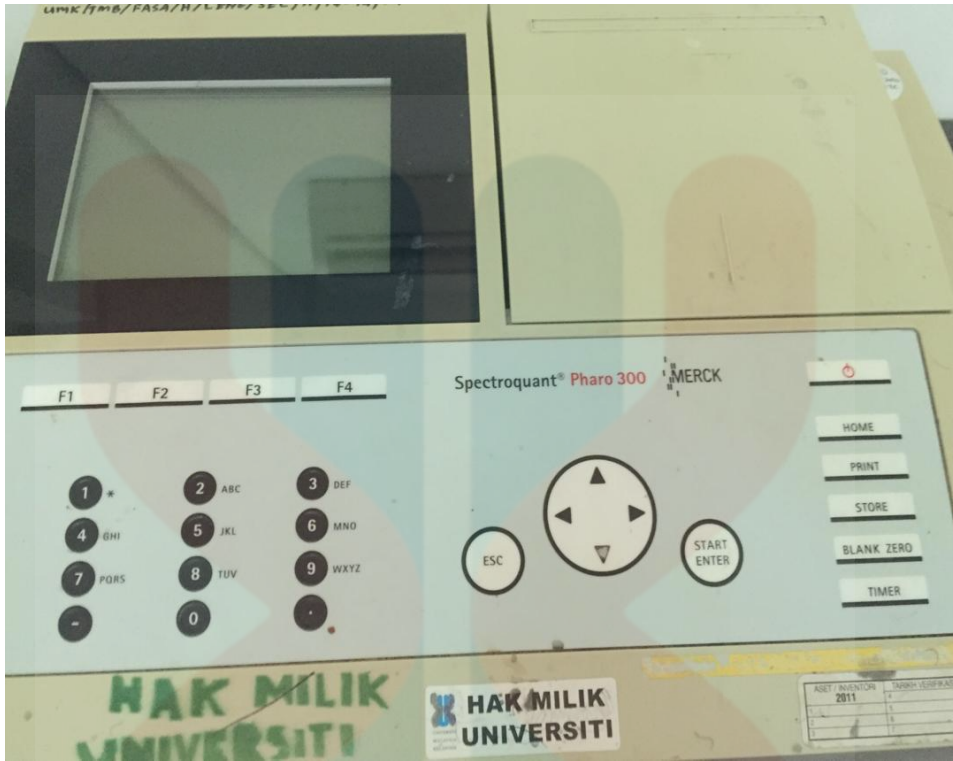 F1 F2 F3 F4
Spectroquant® Pharo 300 MERCK
HOME
PRINT
STORE
BLANK ZERO
TIMER
1 * 2 ABC 3 DEF
4 GHI 5 JKL 6 MNO
7 PQRS 8 TUV 9 WXYZ
- 0 .
ESC
START
ENTER
HAK MILIK
UNIVERSITI
HAK MILIK
UNIVERSITI
ASET / INVENTORI
2011
TARIKH